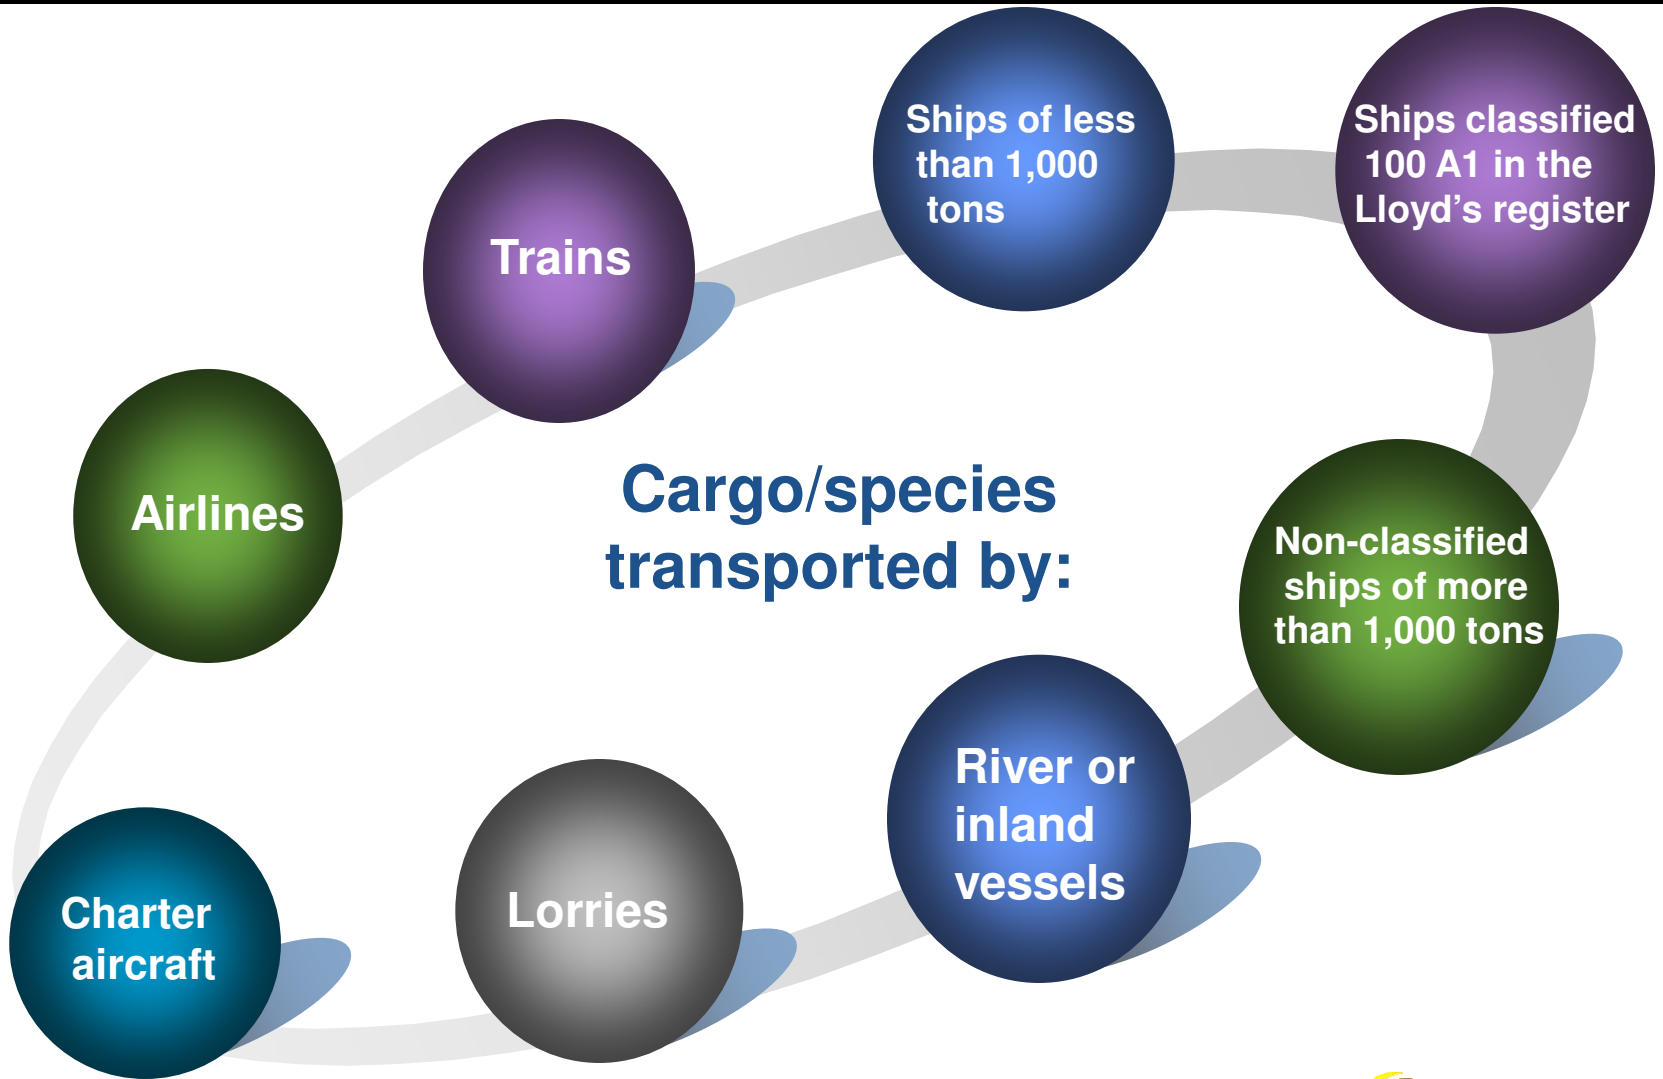 Ships of less
than 1,000
tons
Ships classified
100 A1 in the
Lloyd’s register
Trains
Airlines
Cargo/species
transported by:
Non-classified
ships of more
than 1,000 tons
River or
inland
vessels
Lorries
Charter
aircraft